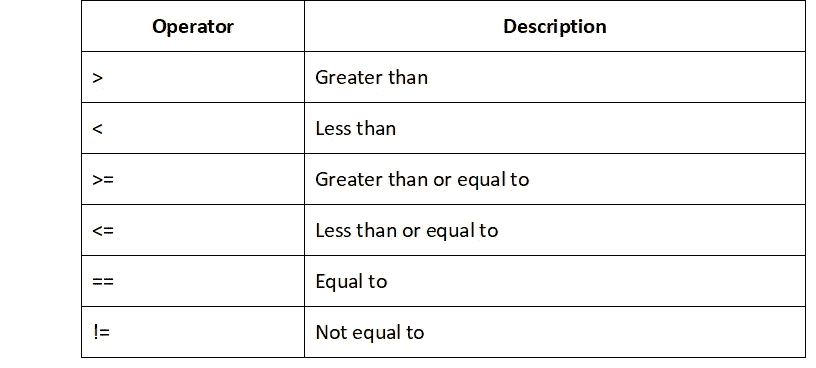 Operator Description
> Greater than
< Less than
>= Greater than or equal to
<= Less than or equal to
== Equal to
!= Not equal to